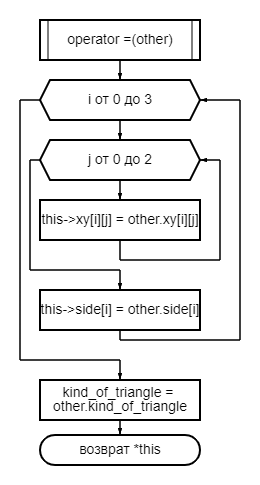 operator =(other)
i от 0 до 3
j от 0 до 2
this->xy[i][j] = other.xy[i][j]
this->side[i] = other.side[i]
kind_of_triangle =
other.kind_of_triangle
возврат *this